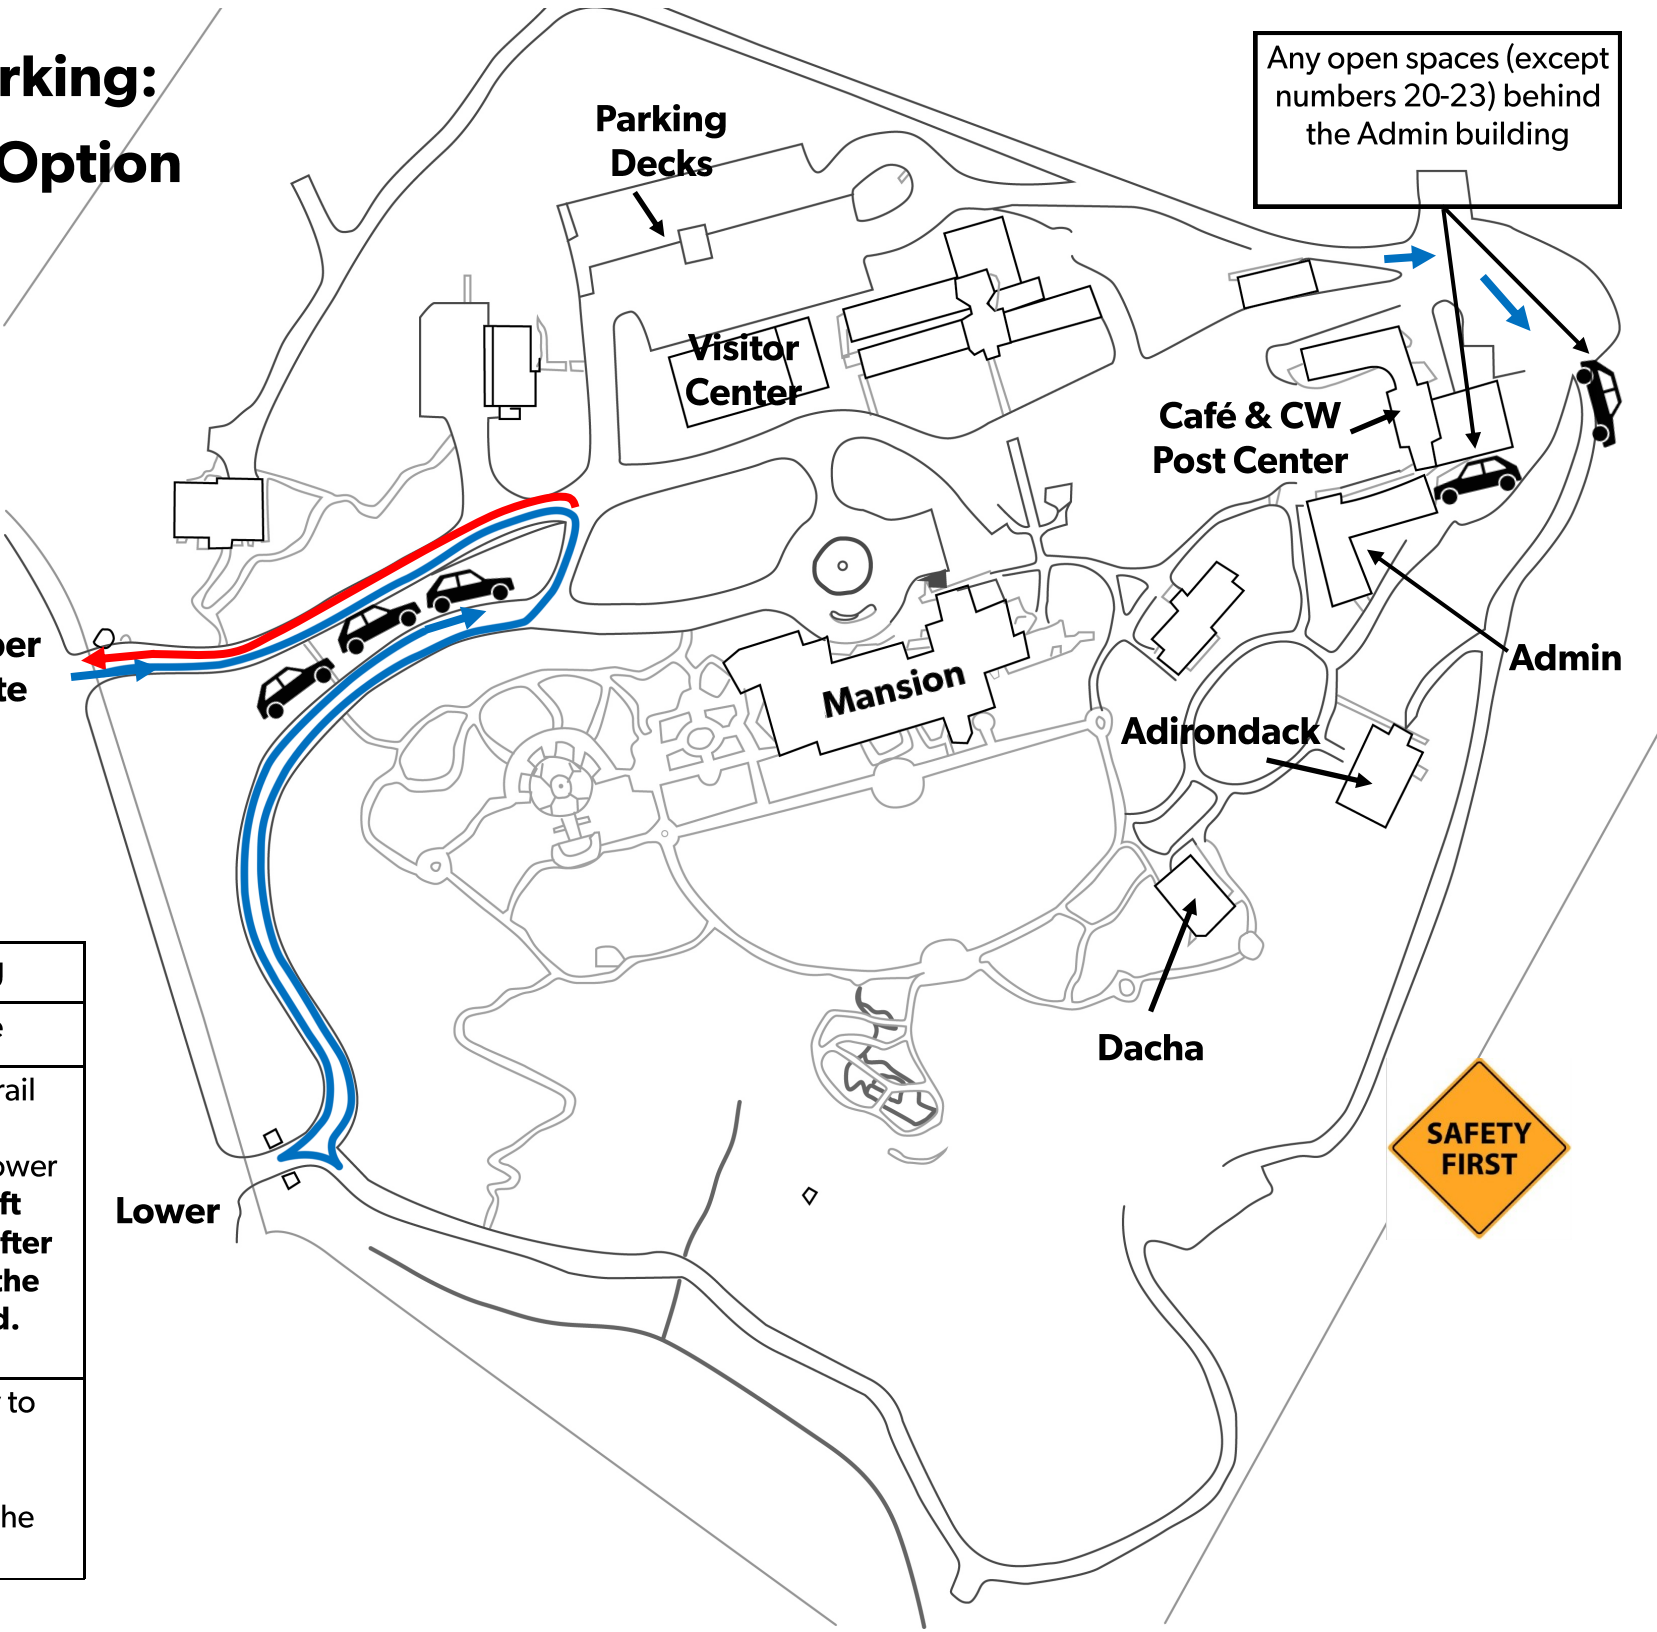 rking:
Option
Any open spaces (except
numbers 20-23) behind
the Admin building
Parking
Decks
Visitor
Center
Café & CW
Post Center
Admin
Mansion
Adirondack
per
te
Dacha
SAFETY
FIRST
Lower
g
e
rail
ower
ft
fter
the
d.
to
he